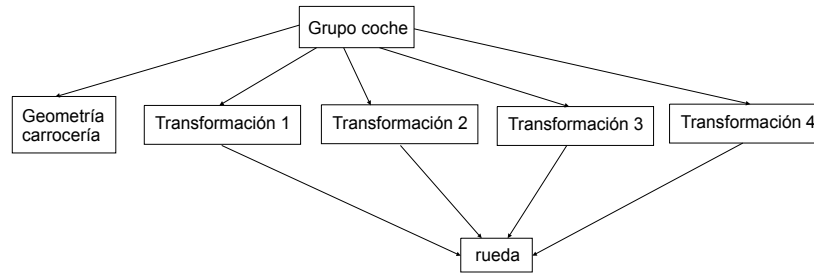 Grupo coche
Geometría
carrocería
Transformación 1
Transformación 2
Transformación 3
Transformación 4
rueda